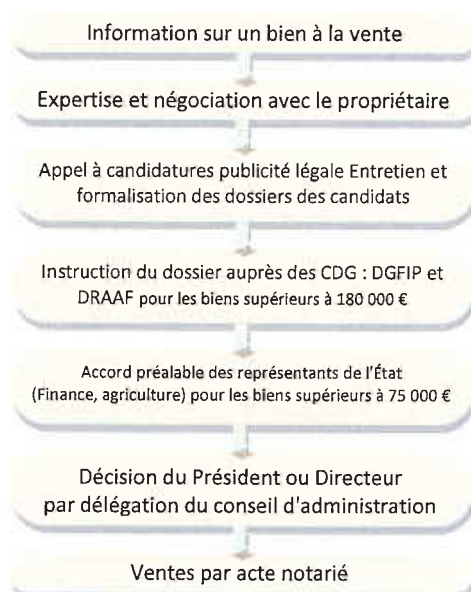 Information sur un bien à la vente
Expertise et négociation avec le propriétaire
Appel à candidatures publicité légale Entretien et
formalisation des dossiers des candidats
Instruction du dossier auprès des CDG : DGFIP et
DRAAF pour les biens supérieurs à 180 000 €
Accord préalable des représentants de l'État
(Finance, agriculture) pour les biens supérieurs à 75 000 €
Décision du Président ou Directeur
par délégation du conseil d'administration
Ventes par acte notarié